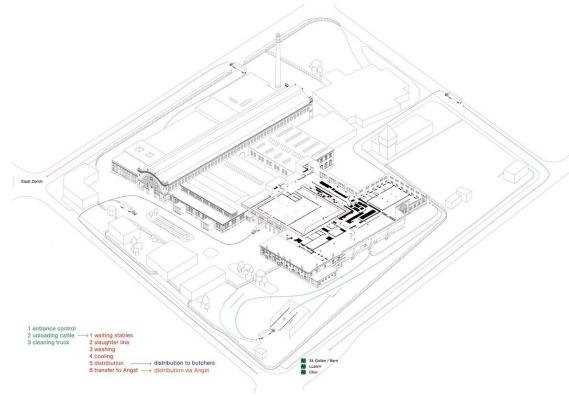 Stadt Zürich
1 entrance control
2 unloading cattle → 1 waiting stables
3 cleaning truck 2 slaughter line
3 washing
4 cooling
5 distribution → distribution to butchers
6 transfer to Angst → distribution via Angst
St. Gallen / Bern
Luzern
Chur